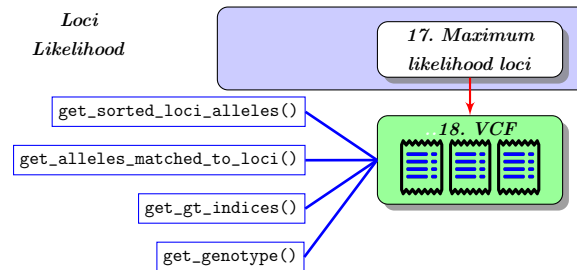 Loci
Likelihood
17. Maximum
likelihood loci
get_sorted_loci_alleles()
get_alleles_matched_to_loci()
get_gt_indices()
get_genotype()
18. VCF